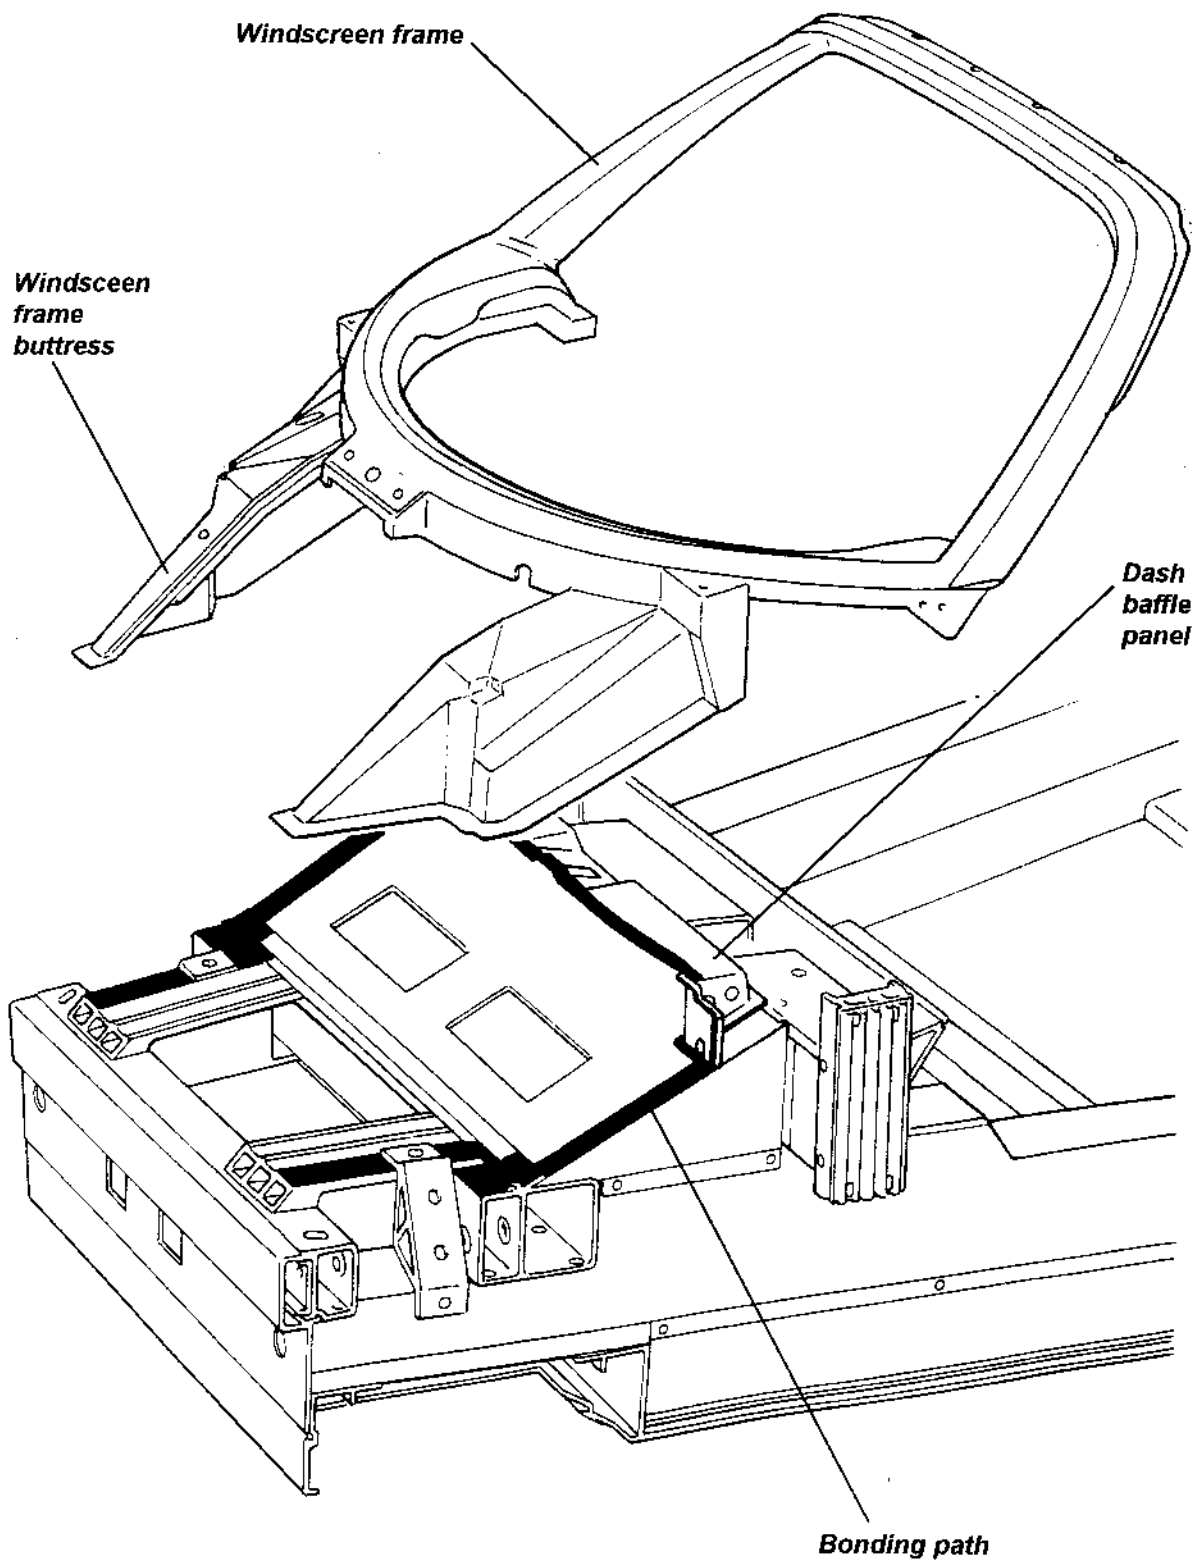 Windscreen frame
Windsceen
frame
buttress
Dash
baffle
panel
Bonding path